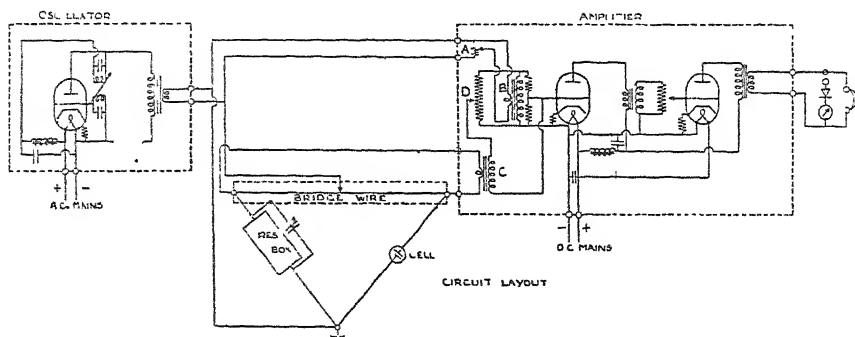 OSCILLATOR
AMPLIFIER
A
B
D
C
+ -
A.C. MAINS
BRIDGE WIRE
RES
BOX
CELL
- +
D.C MAINS
CIRCUIT LAYOUT